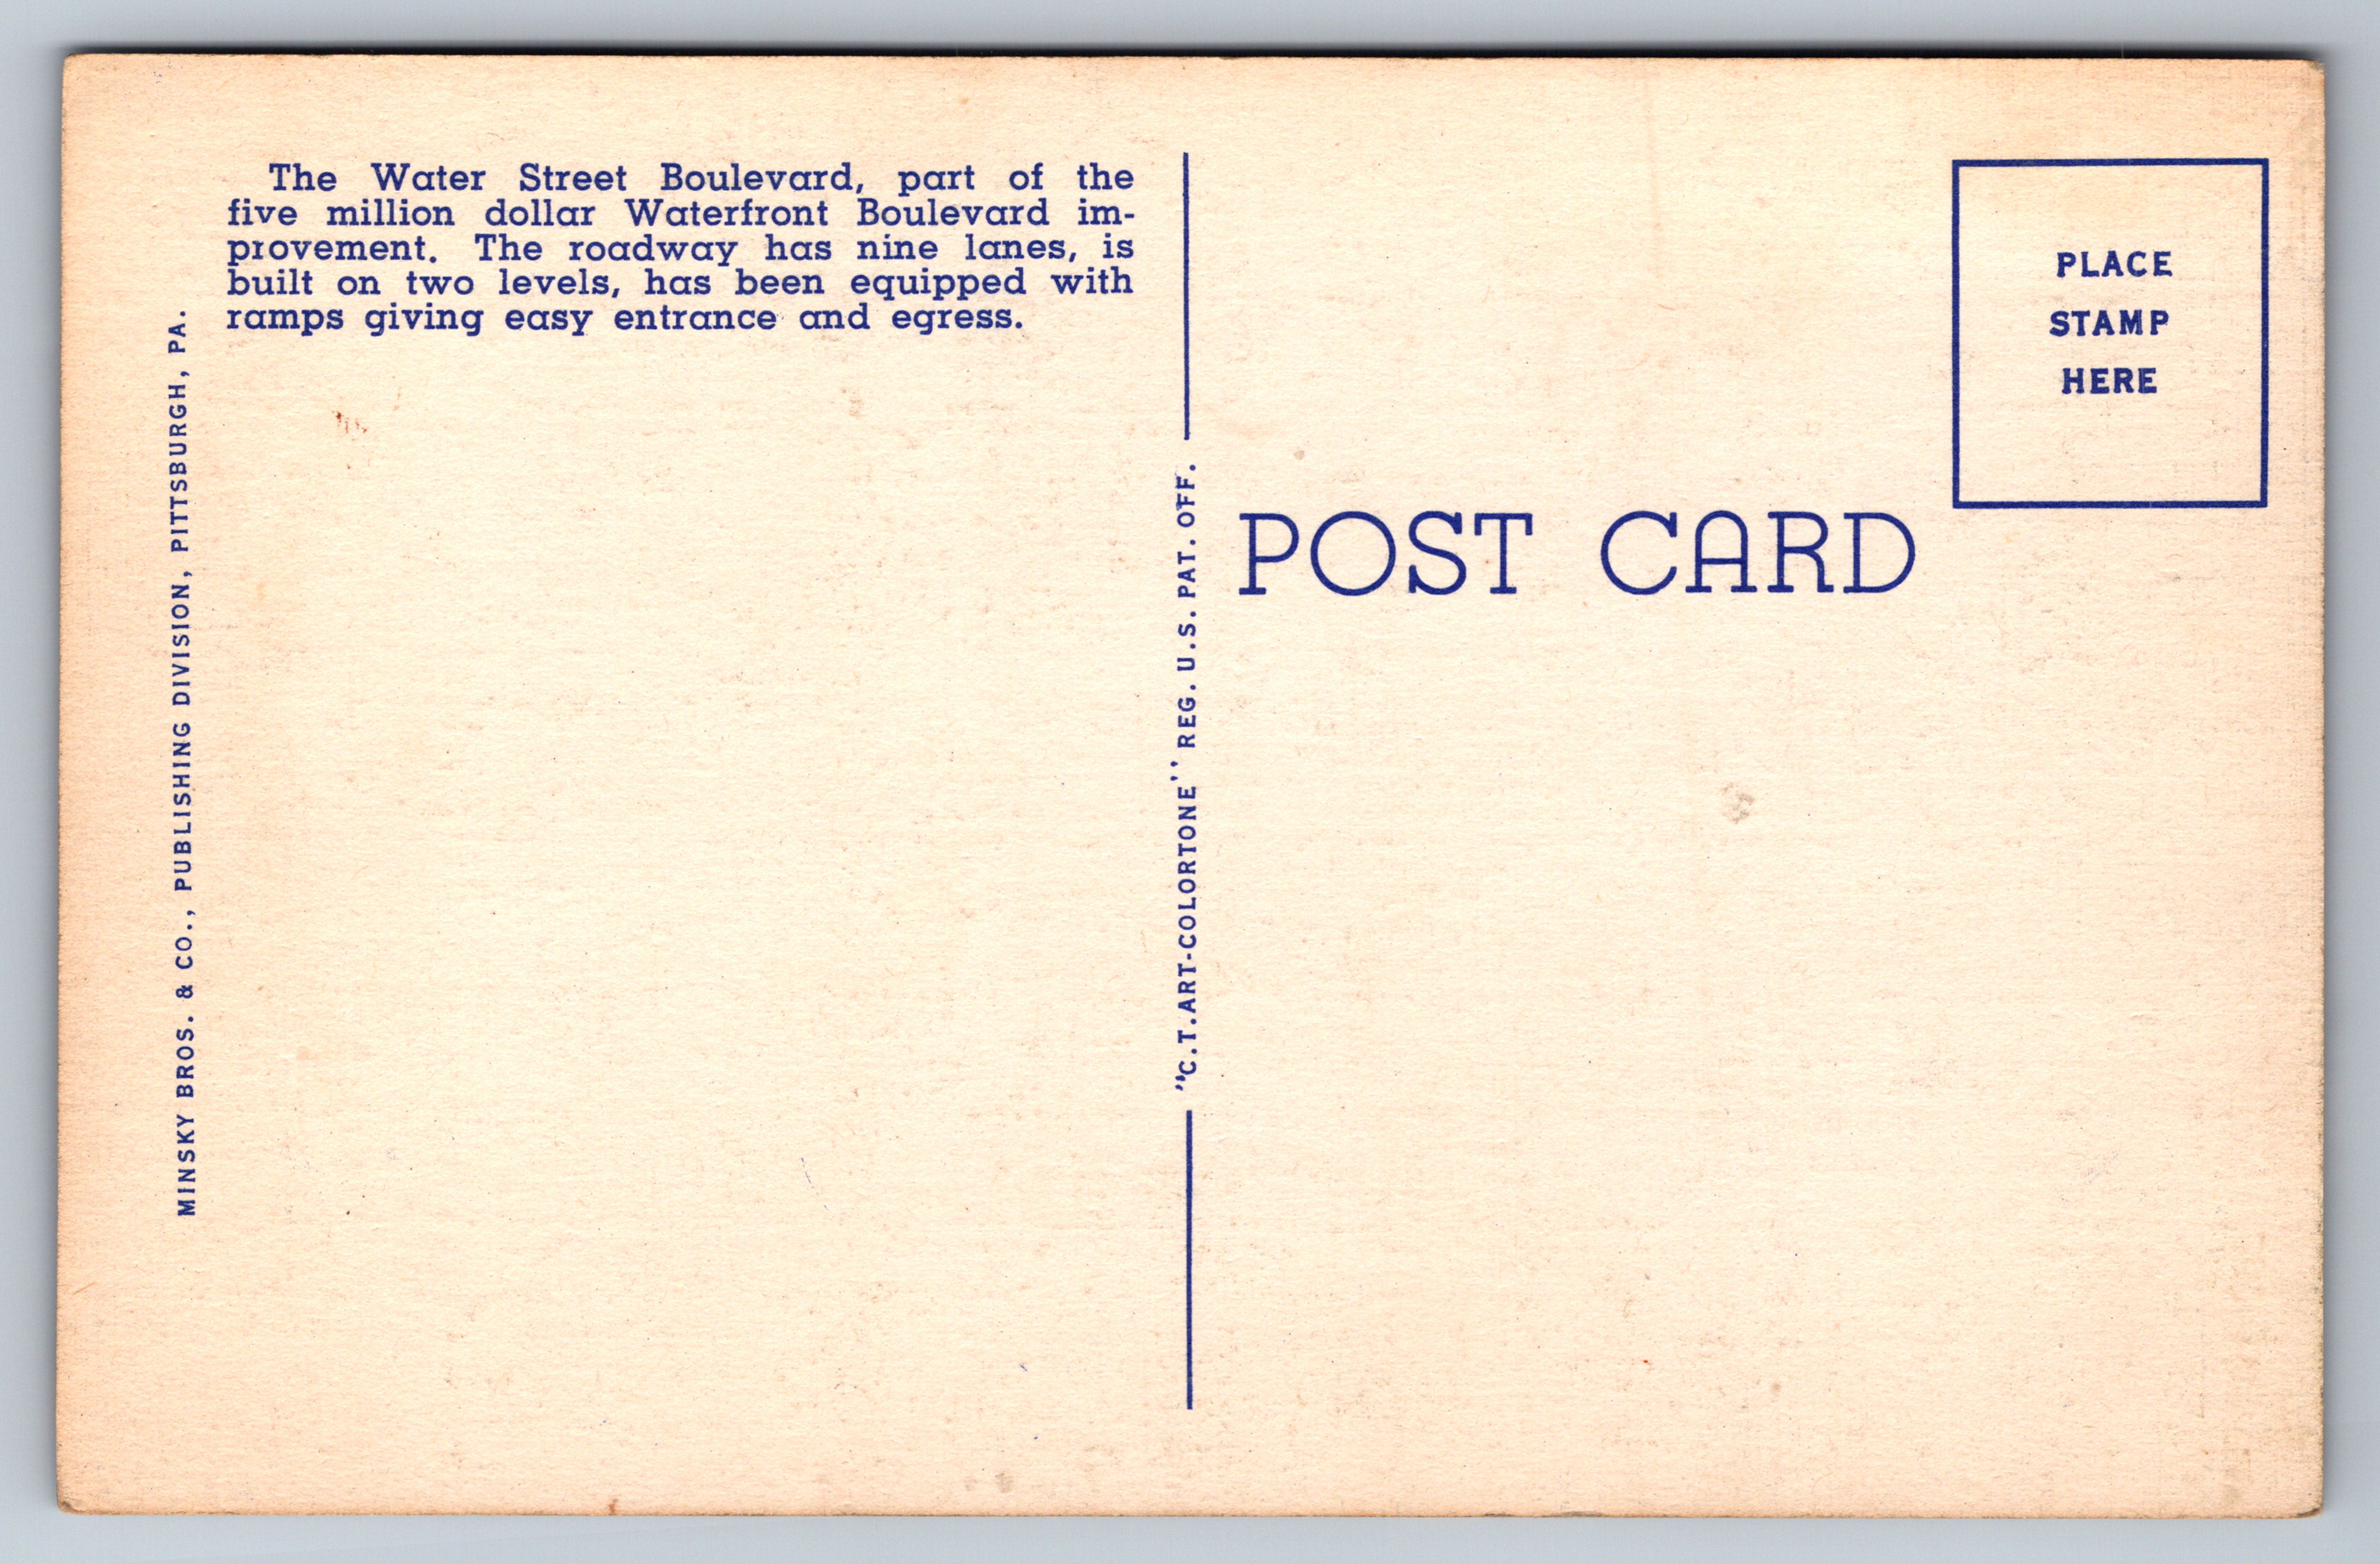 The Water Street Boulevard, part of the
five million dollar Waterfront Boulevard im-
provement. The roadway has nine lanes, is
built on two levels, has been equipped with
ramps giving easy entrance and egress.
MINSKY BROS. & CO., PUBLISHING DIVISION, PITTSBURGH, PA.
"C.T. ART-COLORTONE" REG. U.S. PAT. OFF.
POST CARD
PLACE
STAMP
HERE